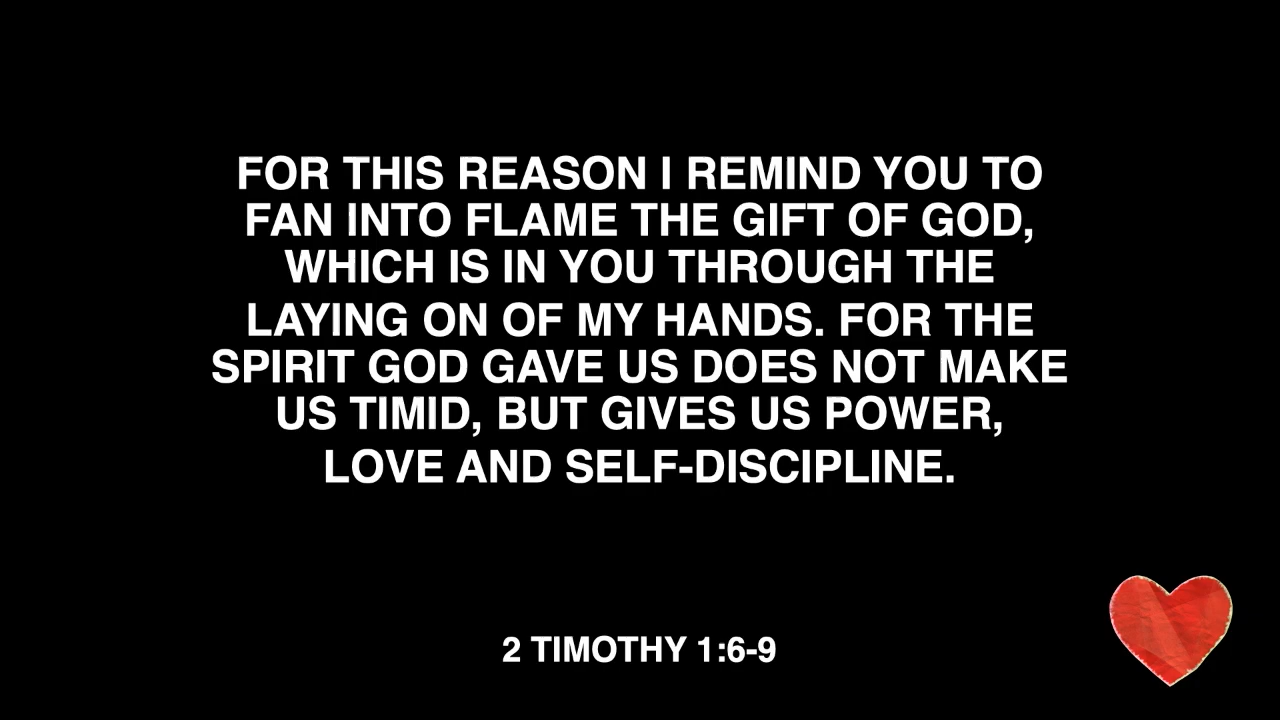 FOR THIS REASON I REMIND YOU TO
FAN INTO FLAME THE GIFT OF GOD,
WHICH IS IN YOU THROUGH THE
LAYING ON OF MY HANDS. FOR THE
SPIRIT GOD GAVE US DOES NOT MAKE
US TIMID, BUT GIVES US POWER,
LOVE AND SELF-DISCIPLINE.
2 TIMOTHY 1:6-9